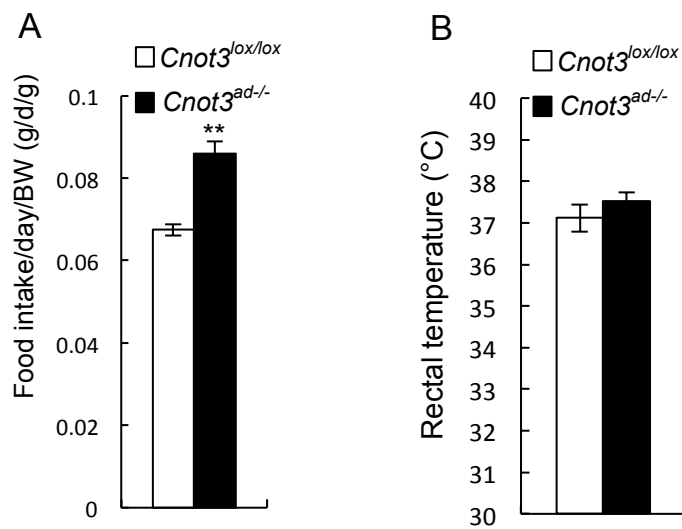 A
Cnot3lox/lox
Cnot3ad-/-
**
Food intake/day/BW (g/d/g)
0.1
0.08
0.06
0.04
0.02
0
B
Cnot3lox/lox
Cnot3ad-/-
Rectal temperature (°C)
40
39
38
37
36
35
34
33
32
31
30